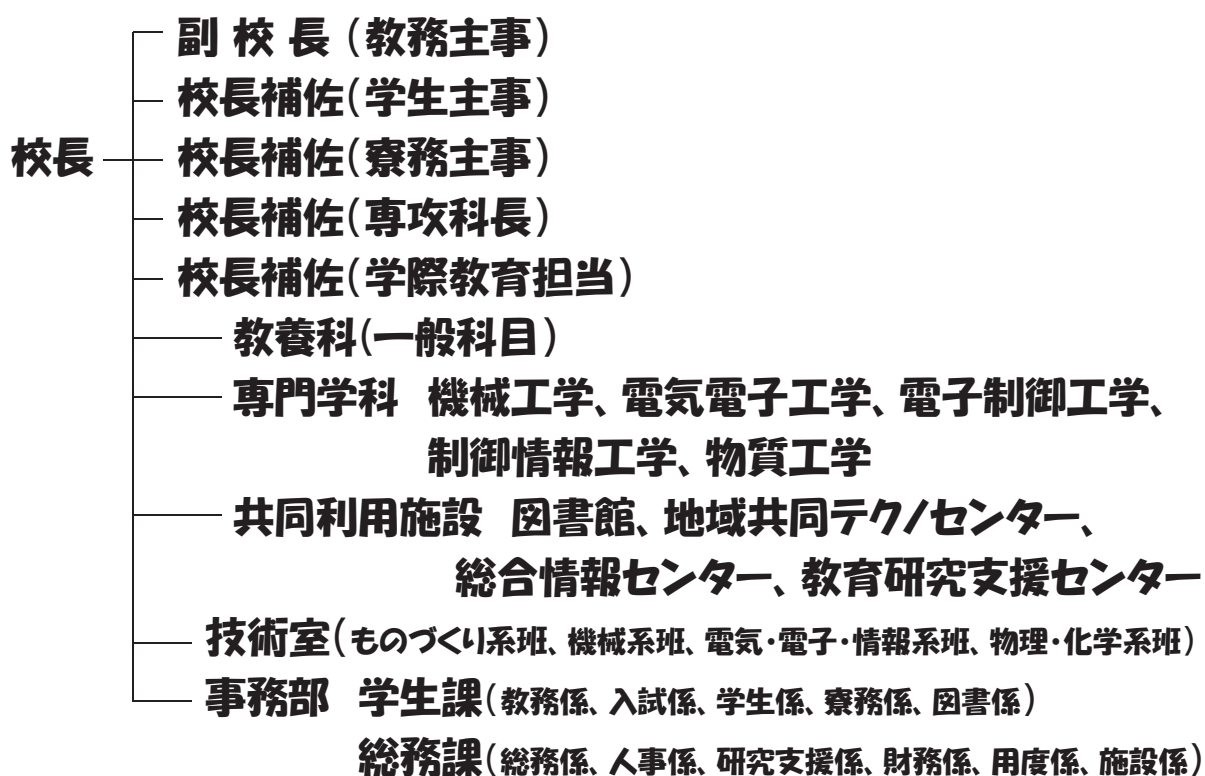 副校長(教務主事)
校長補佐(学生主事)
校長 校長補佐(寮務主事)
校長補佐(専攻科長)
校長補佐(学際教育担当)
教養科(一般科目)
専門学科 機械工学、電気電子工学、電子制御工学、
制御情報工学、物質工学
共同利用施設 図書館、地域共同テクノセンター、
総合情報センター、教育研究支援センター
技術室(ものづくり系班、機械系班、電気・電子・情報系班、物理・化学系班)
事務部 学生課(教務係、入試係、学生係、寮務係、図書係)
総務課(総務係、人事係、研究支援係、財務係、用度係、施設係)